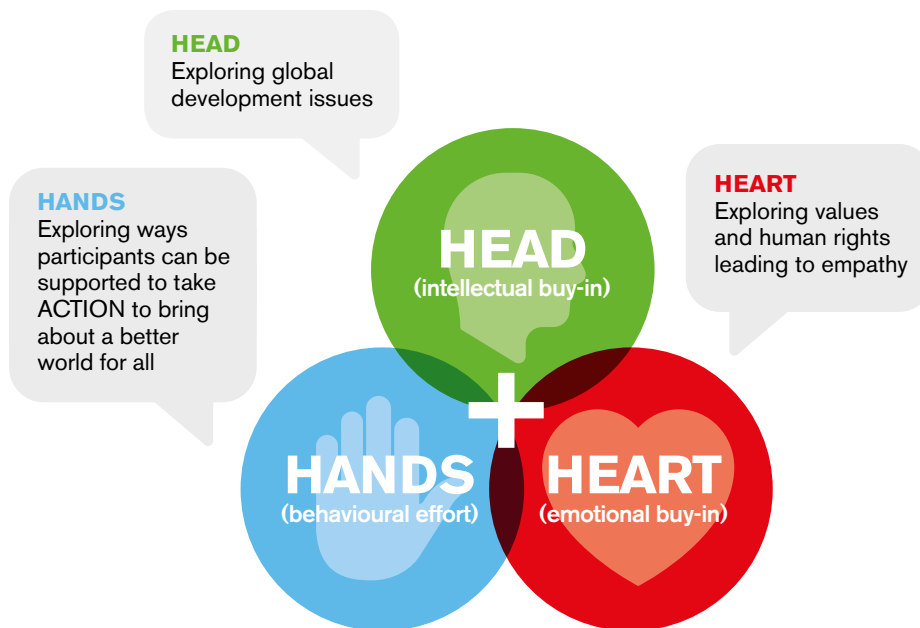 HEAD
Exploring global
development issues
HANDS
Exploring ways
participants can be
supported to take
ACTION to bring
about a better
world for all
HEART
Exploring values
and human rights
leading to empathy
HEAD
(intellectual buy-in)
HANDS
(behavioural effort)
HEART
(emotional buy-in)